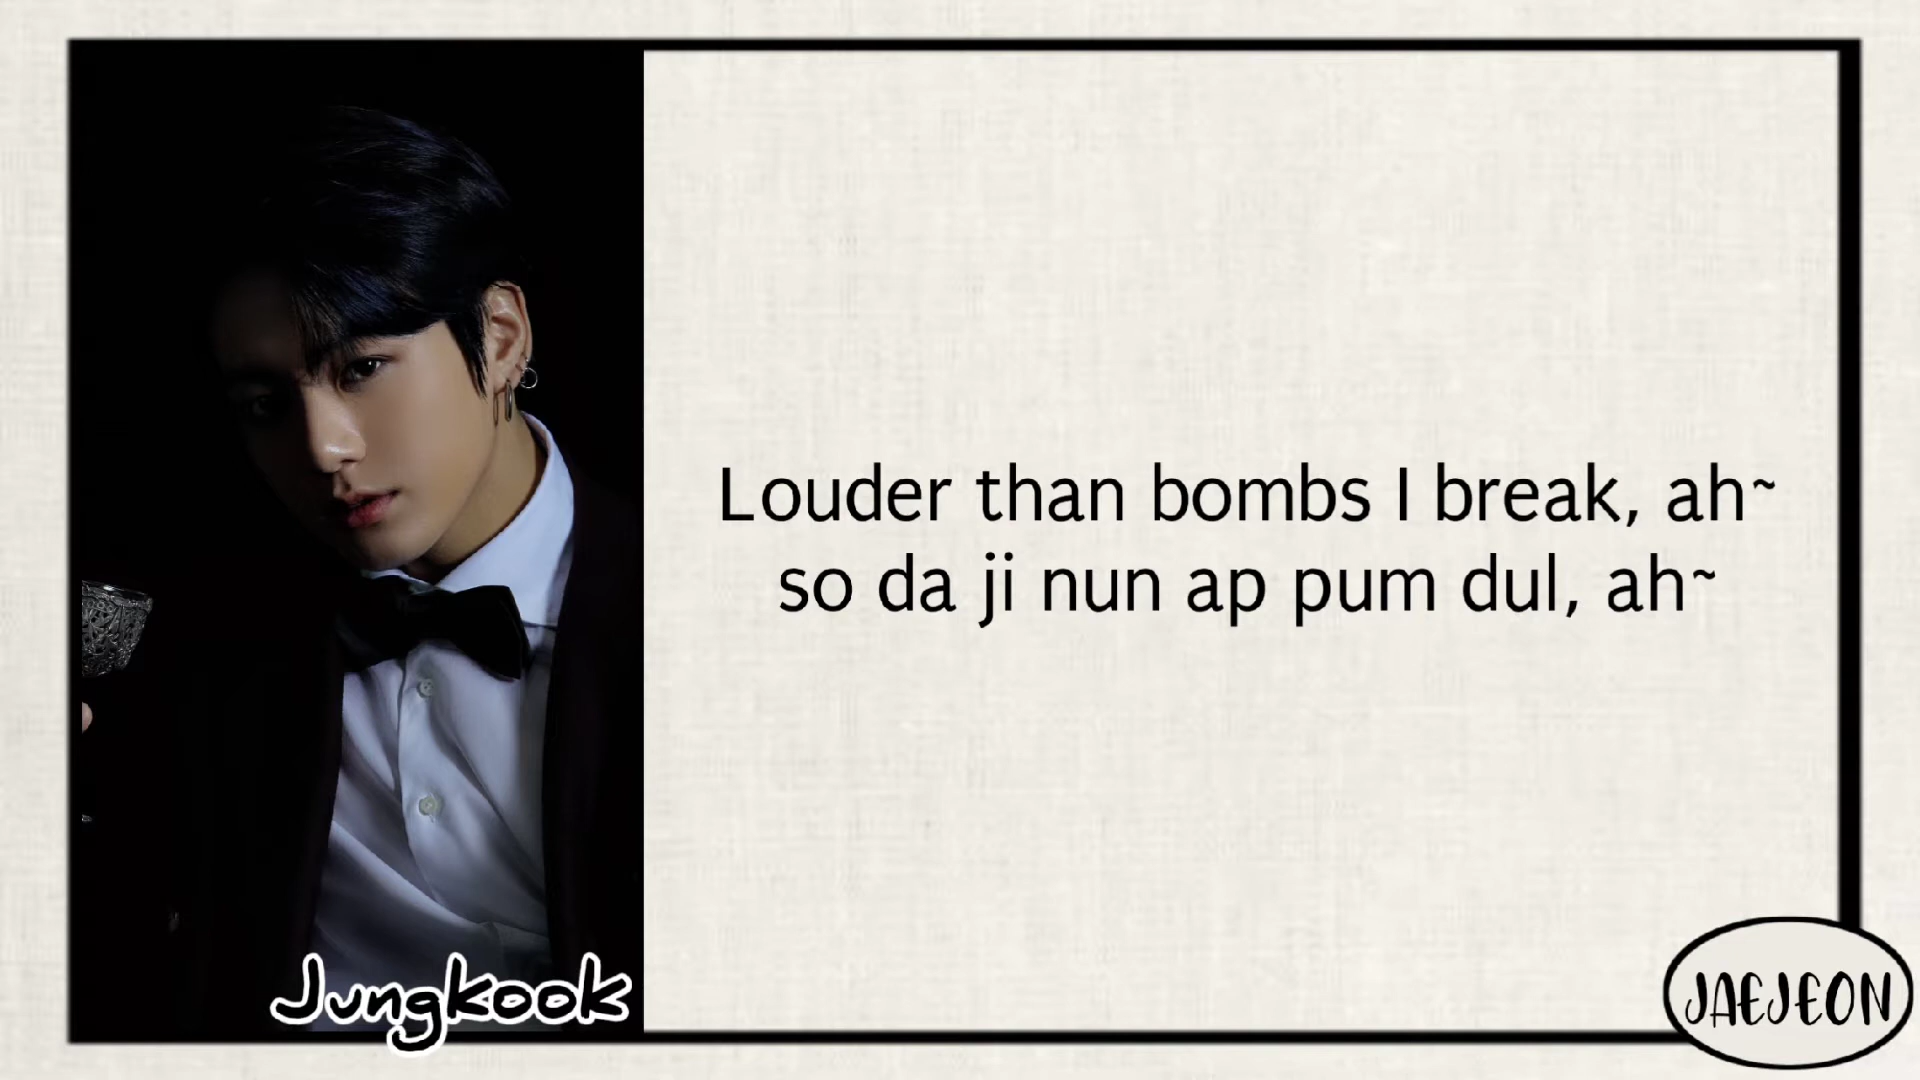 Louder than bombs I break, ah~
so da ji nun ap pum dul, ah~
Jungkook
JAEJEON